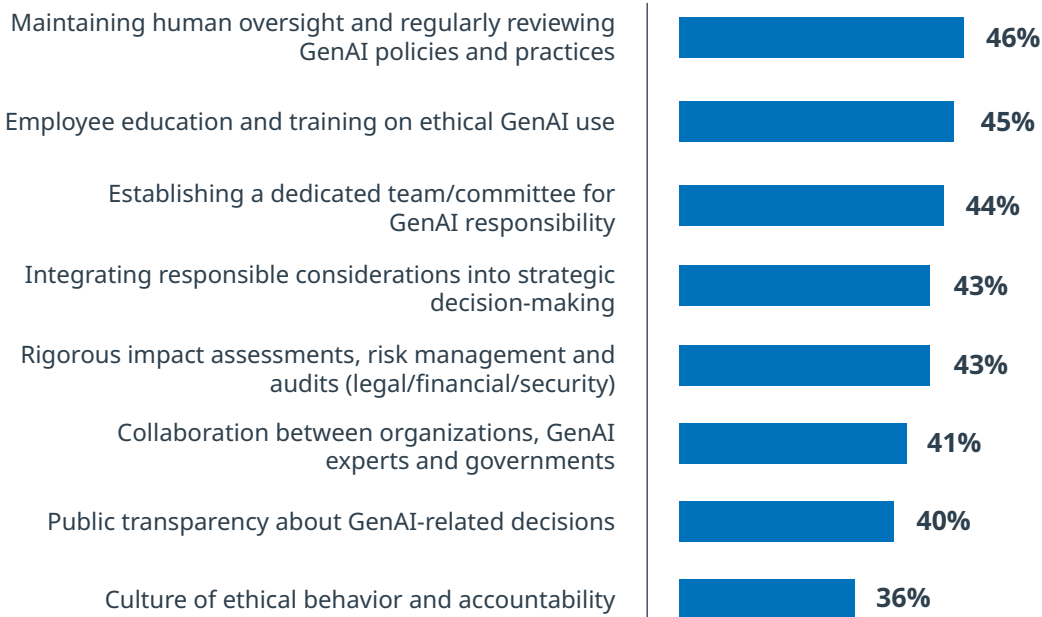 Maintaining human oversight and regularly reviewing
GenAI policies and practices
46%
Employee education and training on ethical GenAI use
45%
Establishing a dedicated team/committee for
GenAI responsibility
44%
Integrating responsible considerations into strategic
decision-making
43%
Rigorous impact assessments, risk management and
audits (legal/financial/security)
43%
Collaboration between organizations, GenAI
experts and governments
41%
Public transparency about GenAI-related decisions
40%
Culture of ethical behavior and accountability
36%